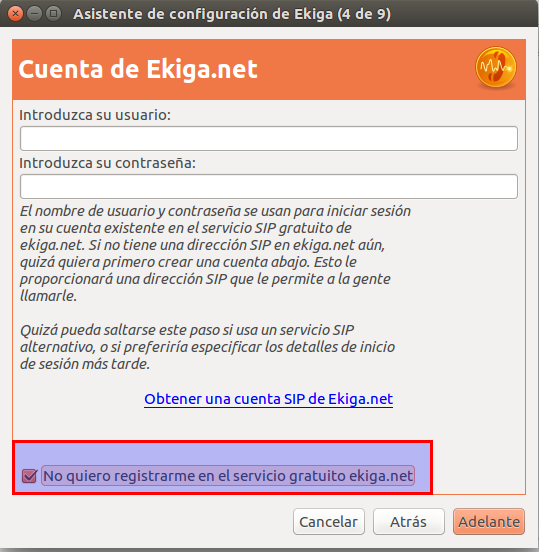 Asistente de configuración de Ekiga (4 de 9)
Cuenta de Ekiga.net
Introduzca su usuario:
Introduzca su contraseña:
El nombre de usuario y contraseña se usan para iniciar sesión
en su cuenta existente en el servicio SIP gratuito de
ekiga.net. Si no tiene una dirección SIP en ekiga.net aún,
quizá quiera primero crear una cuenta abajo. Esto le
proporcionará una dirección SIP que le permite a la gente
llamarle.
Quizá pueda saltarse este paso si usa un servicio SIP
alternativo, o si preferiría especificar los detalles de inicio
de sesión más tarde.
Obtener una cuenta SIP de Ekiga.net
No quiero registrarme en el servicio gratuito ekiga.net
Cancelar Atrás Adelante